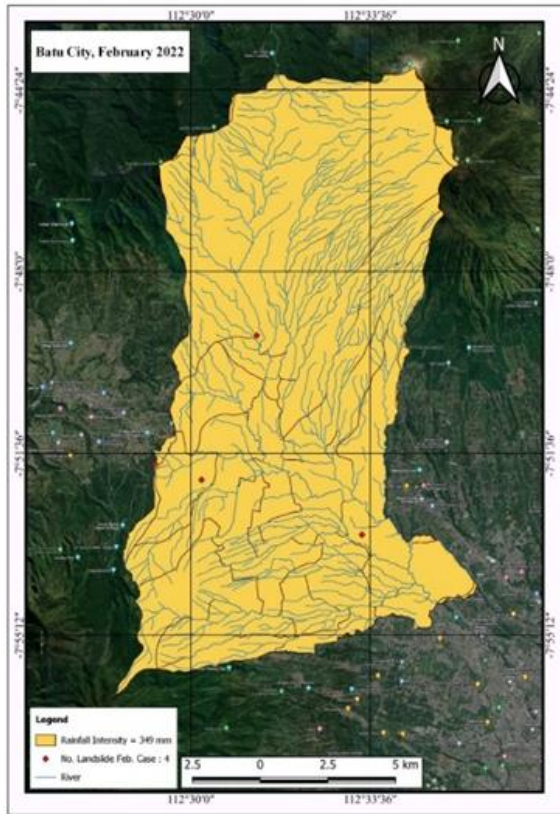 112°30'0"
112°33'36"
Batu City, February 2022
N
-7°44'24"
-7°44'24"
-7°48'0"
-7°48'0"
-7°51'36"
-7°51'36"
-7°55'12"
-7°55'12"
Legend
Rainfall Intensity = 349 mm
No. Landslide Feb. Case : 4
River
2.5 0 2.5 5 km
112°30'0"
112°33'36"